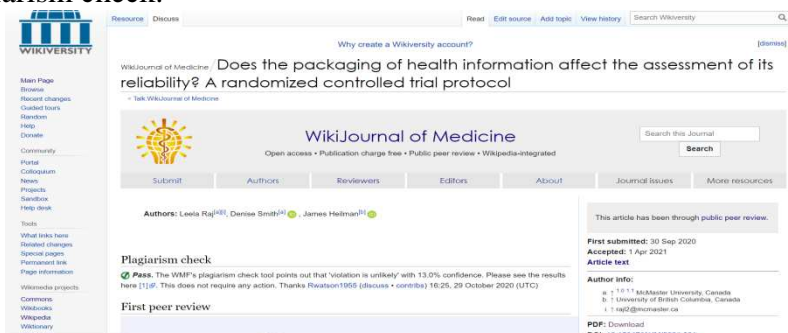 arism check.
Resource Discuss Read Edit source Add topic View history Search Wikiversity
WIKIVERSITY
Why create a Wikiversity account? [dismiss]
WikiJournal of Medicine/Does the packaging of health information affect the assessment of its
reliability? A randomized controlled trial protocol
< Talk:WikiJournal of Medicine
Main Page
Browse
Recent changes
Guided tours
Random
Help
Donate
Community
Portal
Colloquium
News
Projects
Sandbox
Help desk
Tools
What links here
Related changes
Special pages
Permanent link
Page information
Wikimedia projects
Commons
Wikibooks
Wikipedia
Wiktionary
WikiJournal of Medicine
Open access • Publication charge free • Public peer review • Wikipedia-integrated
Search this Journal
Search
Submit Authors Reviewers Editors About Journal Issues More resources
Authors: Leela Raj[a][i], Denise Smith[a], James Heilman[b]
Plagiarism check
Pass. The WMF's plagiarism check tool points out that 'violation is unlikely' with 13.0% confidence. Please see the results
here [1]. This does not require any action. Thanks Rwatson1955 (discuss • contribs) 16:25, 29 October 2020 (UTC)
First peer review
This article has been through public peer review.
First submitted: 30 Sep 2020
Accepted: 1 Apr 2021
Article text
Author info:
a. ↑ 1.0 1.1 McMaster University, Canada
b. ↑ University of British Columbia, Canada
i. ↑ rajl2@mcmaster.ca
PDF: Download